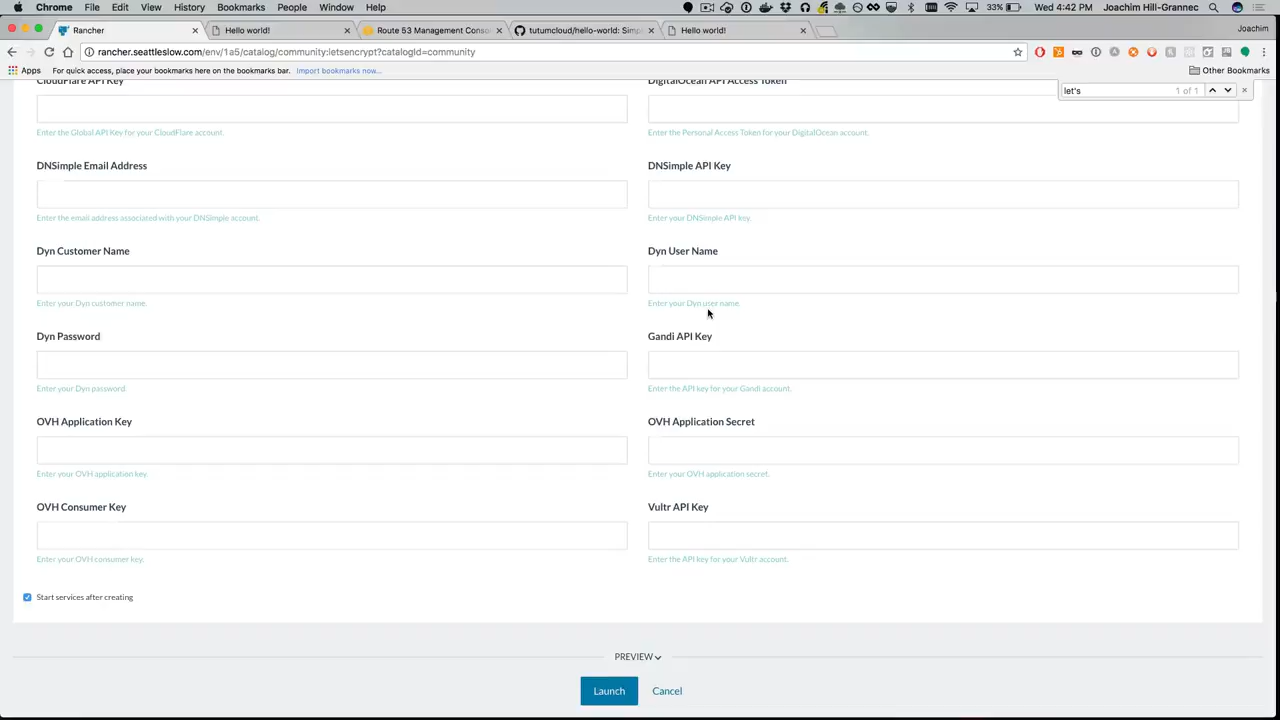 Chrome File Edit View History Bookmarks People Window Help 33% Wed 4:42 PM Joachim Hill-Grannec
Rancher Hello world! Route 53 Management Conso tutumcloud/hello-world: Simpl Hello world! Joachim
rancher.seattleslow.com/env/1a5/catalog/community:letsencrypt?catalogId=community
Apps For quick access, place your bookmarks here on the bookmarks bar. Import bookmarks now... Other Bookmarks
let's 1 of 1
CloudFlare API Key DigitalOcean API Access Token
Enter the Global API Key for your CloudFlare account. Enter the Personal Access Token for your DigitalOcean account.
DNSimple Email Address DNSimple API Key
Enter the email address associated with your DNSimple account. Enter your DNSimple API key.
Dyn Customer Name Dyn User Name
Enter your Dyn customer name. Enter your Dyn user name.
Dyn Password Gandi API Key
Enter your Dyn password. Enter the API key for your Gandi account.
OVH Application Key OVH Application Secret
Enter your OVH application key. Enter your OVH application secret.
OVH Consumer Key Vultr API Key
Enter your OVH consumer key. Enter the API key for your Vultr account.
Start services after creating
PREVIEW
Launch Cancel